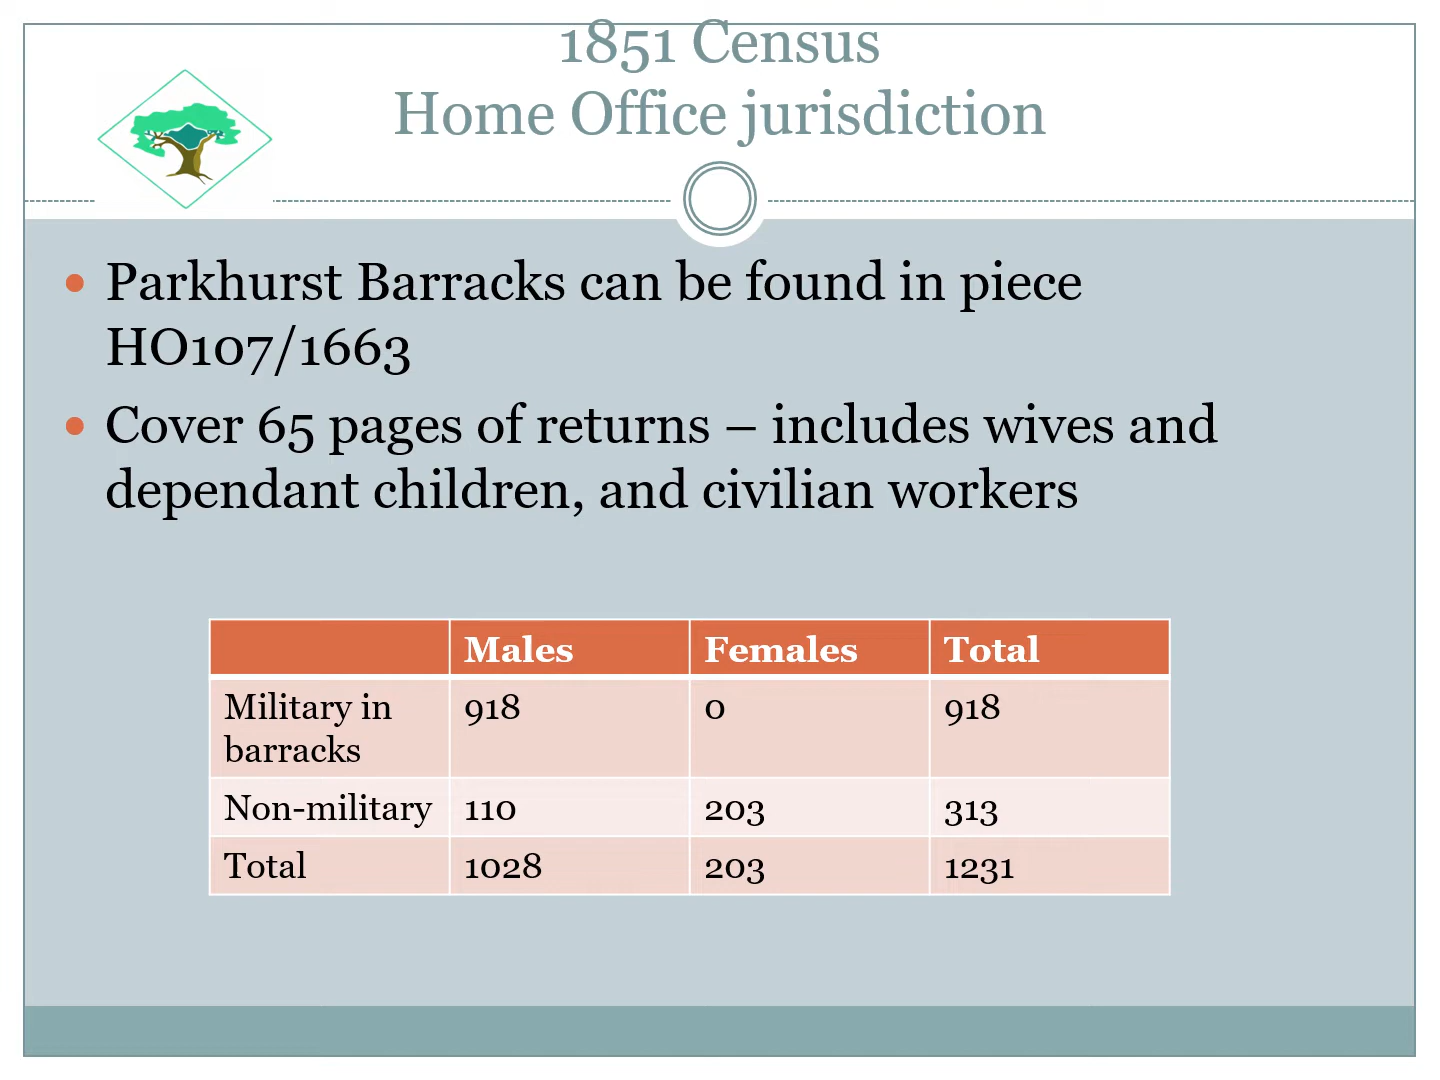 1851 Census
Home Office jurisdiction
• Parkhurst Barracks can be found in piece
HO107/1663
• Cover 65 pages of returns – includes wives and
dependant children, and civilian workers
Males Females Total
Military in barracks 918 0 918
Non-military 110 203 313
Total 1028 203 1231